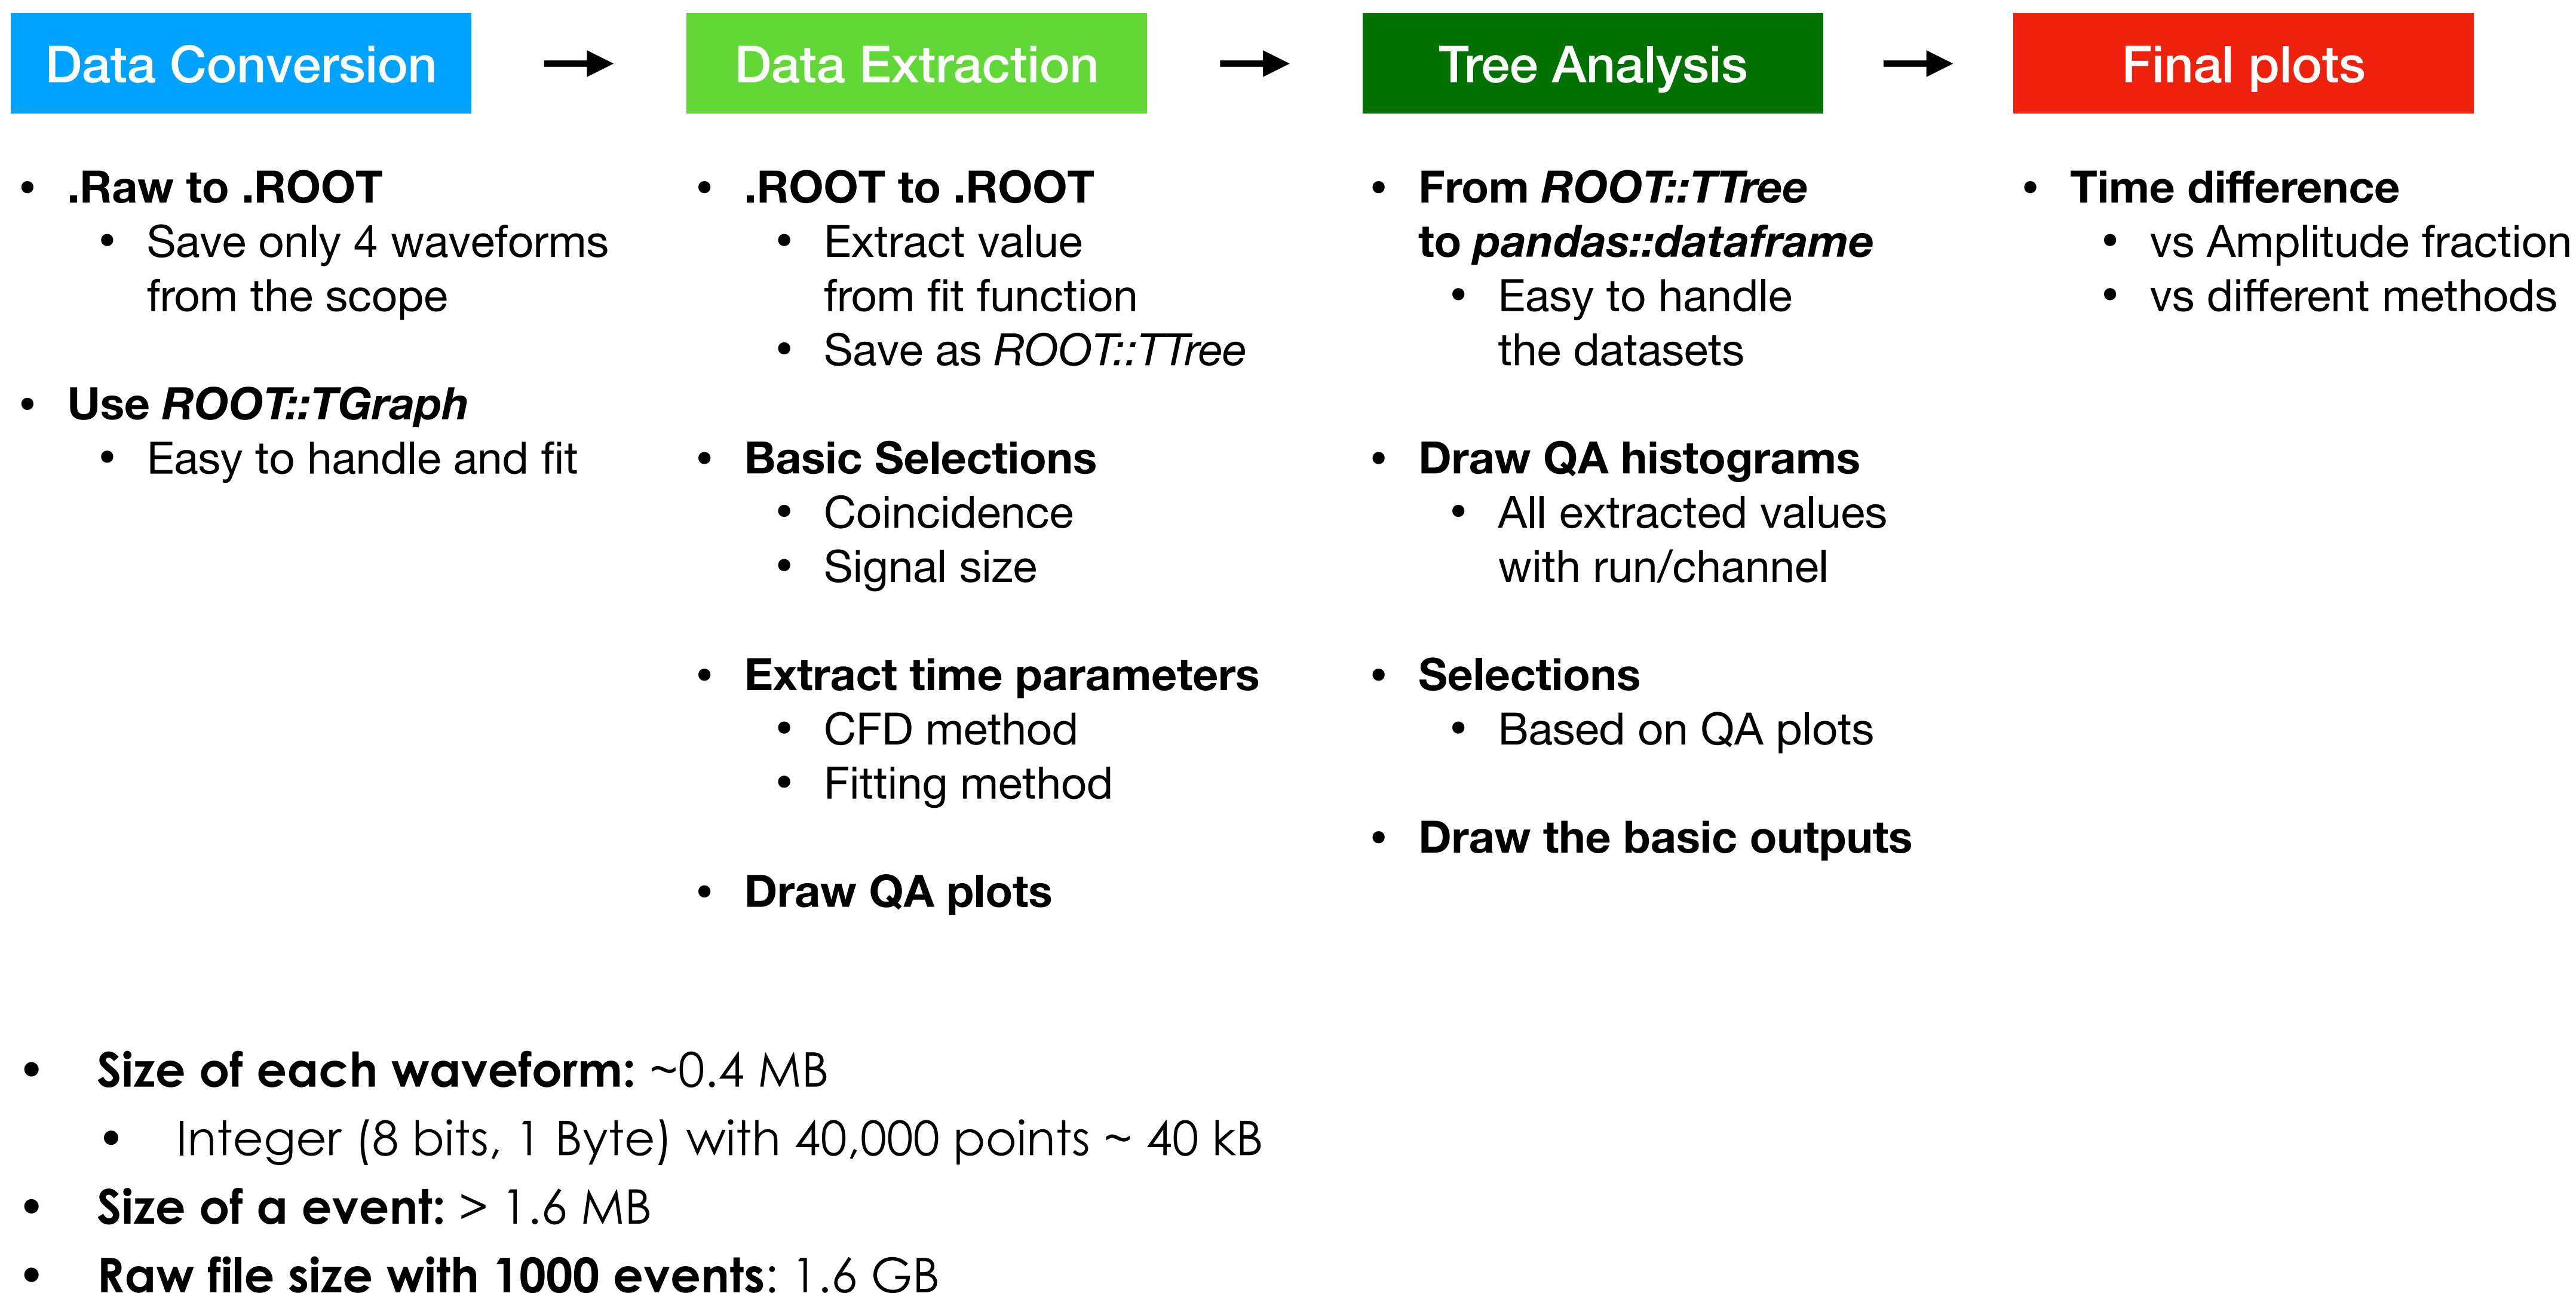 Data Conversion → Data Extraction → Tree Analysis → Final plots
• .Raw to .ROOT
• Save only 4 waveforms
from the scope
• Use ROOT::TGraph
• Easy to handle and fit
• .ROOT to .ROOT
• Extract value
from fit function
• Save as ROOT::TTree
• Basic Selections
• Coincidence
• Signal size
• Extract time parameters
• CFD method
• Fitting method
• Draw QA plots
• From ROOT::TTree
to pandas::dataframe
• Easy to handle
the datasets
• Draw QA histograms
• All extracted values
with run/channel
• Selections
• Based on QA plots
• Draw the basic outputs
• Time difference
• vs Amplitude fraction
• vs different methods
• Size of each waveform: ~0.4 MB
• Integer (8 bits, 1 Byte) with 40,000 points ~ 40 kB
• Size of a event: > 1.6 MB
• Raw file size with 1000 events: 1.6 GB